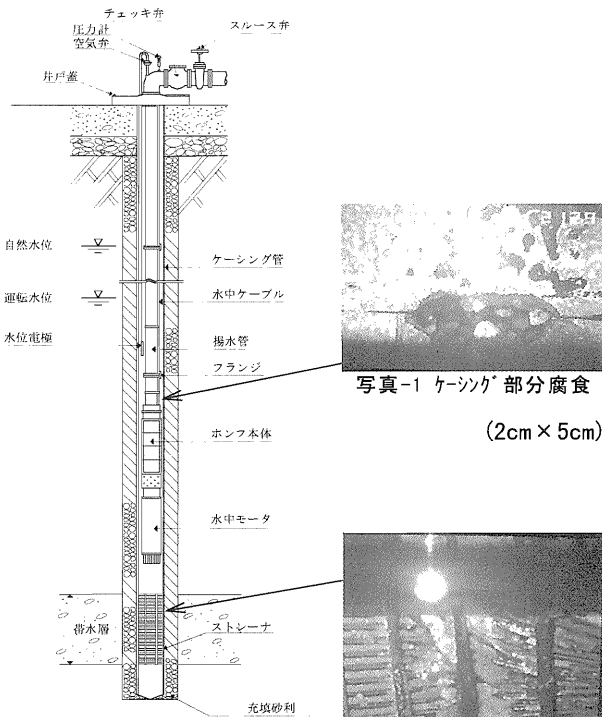 チェッキ弁
圧力計
空気弁
スルース弁
井戸蓋
自然水位
運転水位
水位電極
ケーシング管
水中ケーブル
揚水管
フランジ
ポンプ本体
水中モータ
帯水層
ストレーナ
充填砂利
写真-1 ケーシング部分腐食
(2cm×5cm)